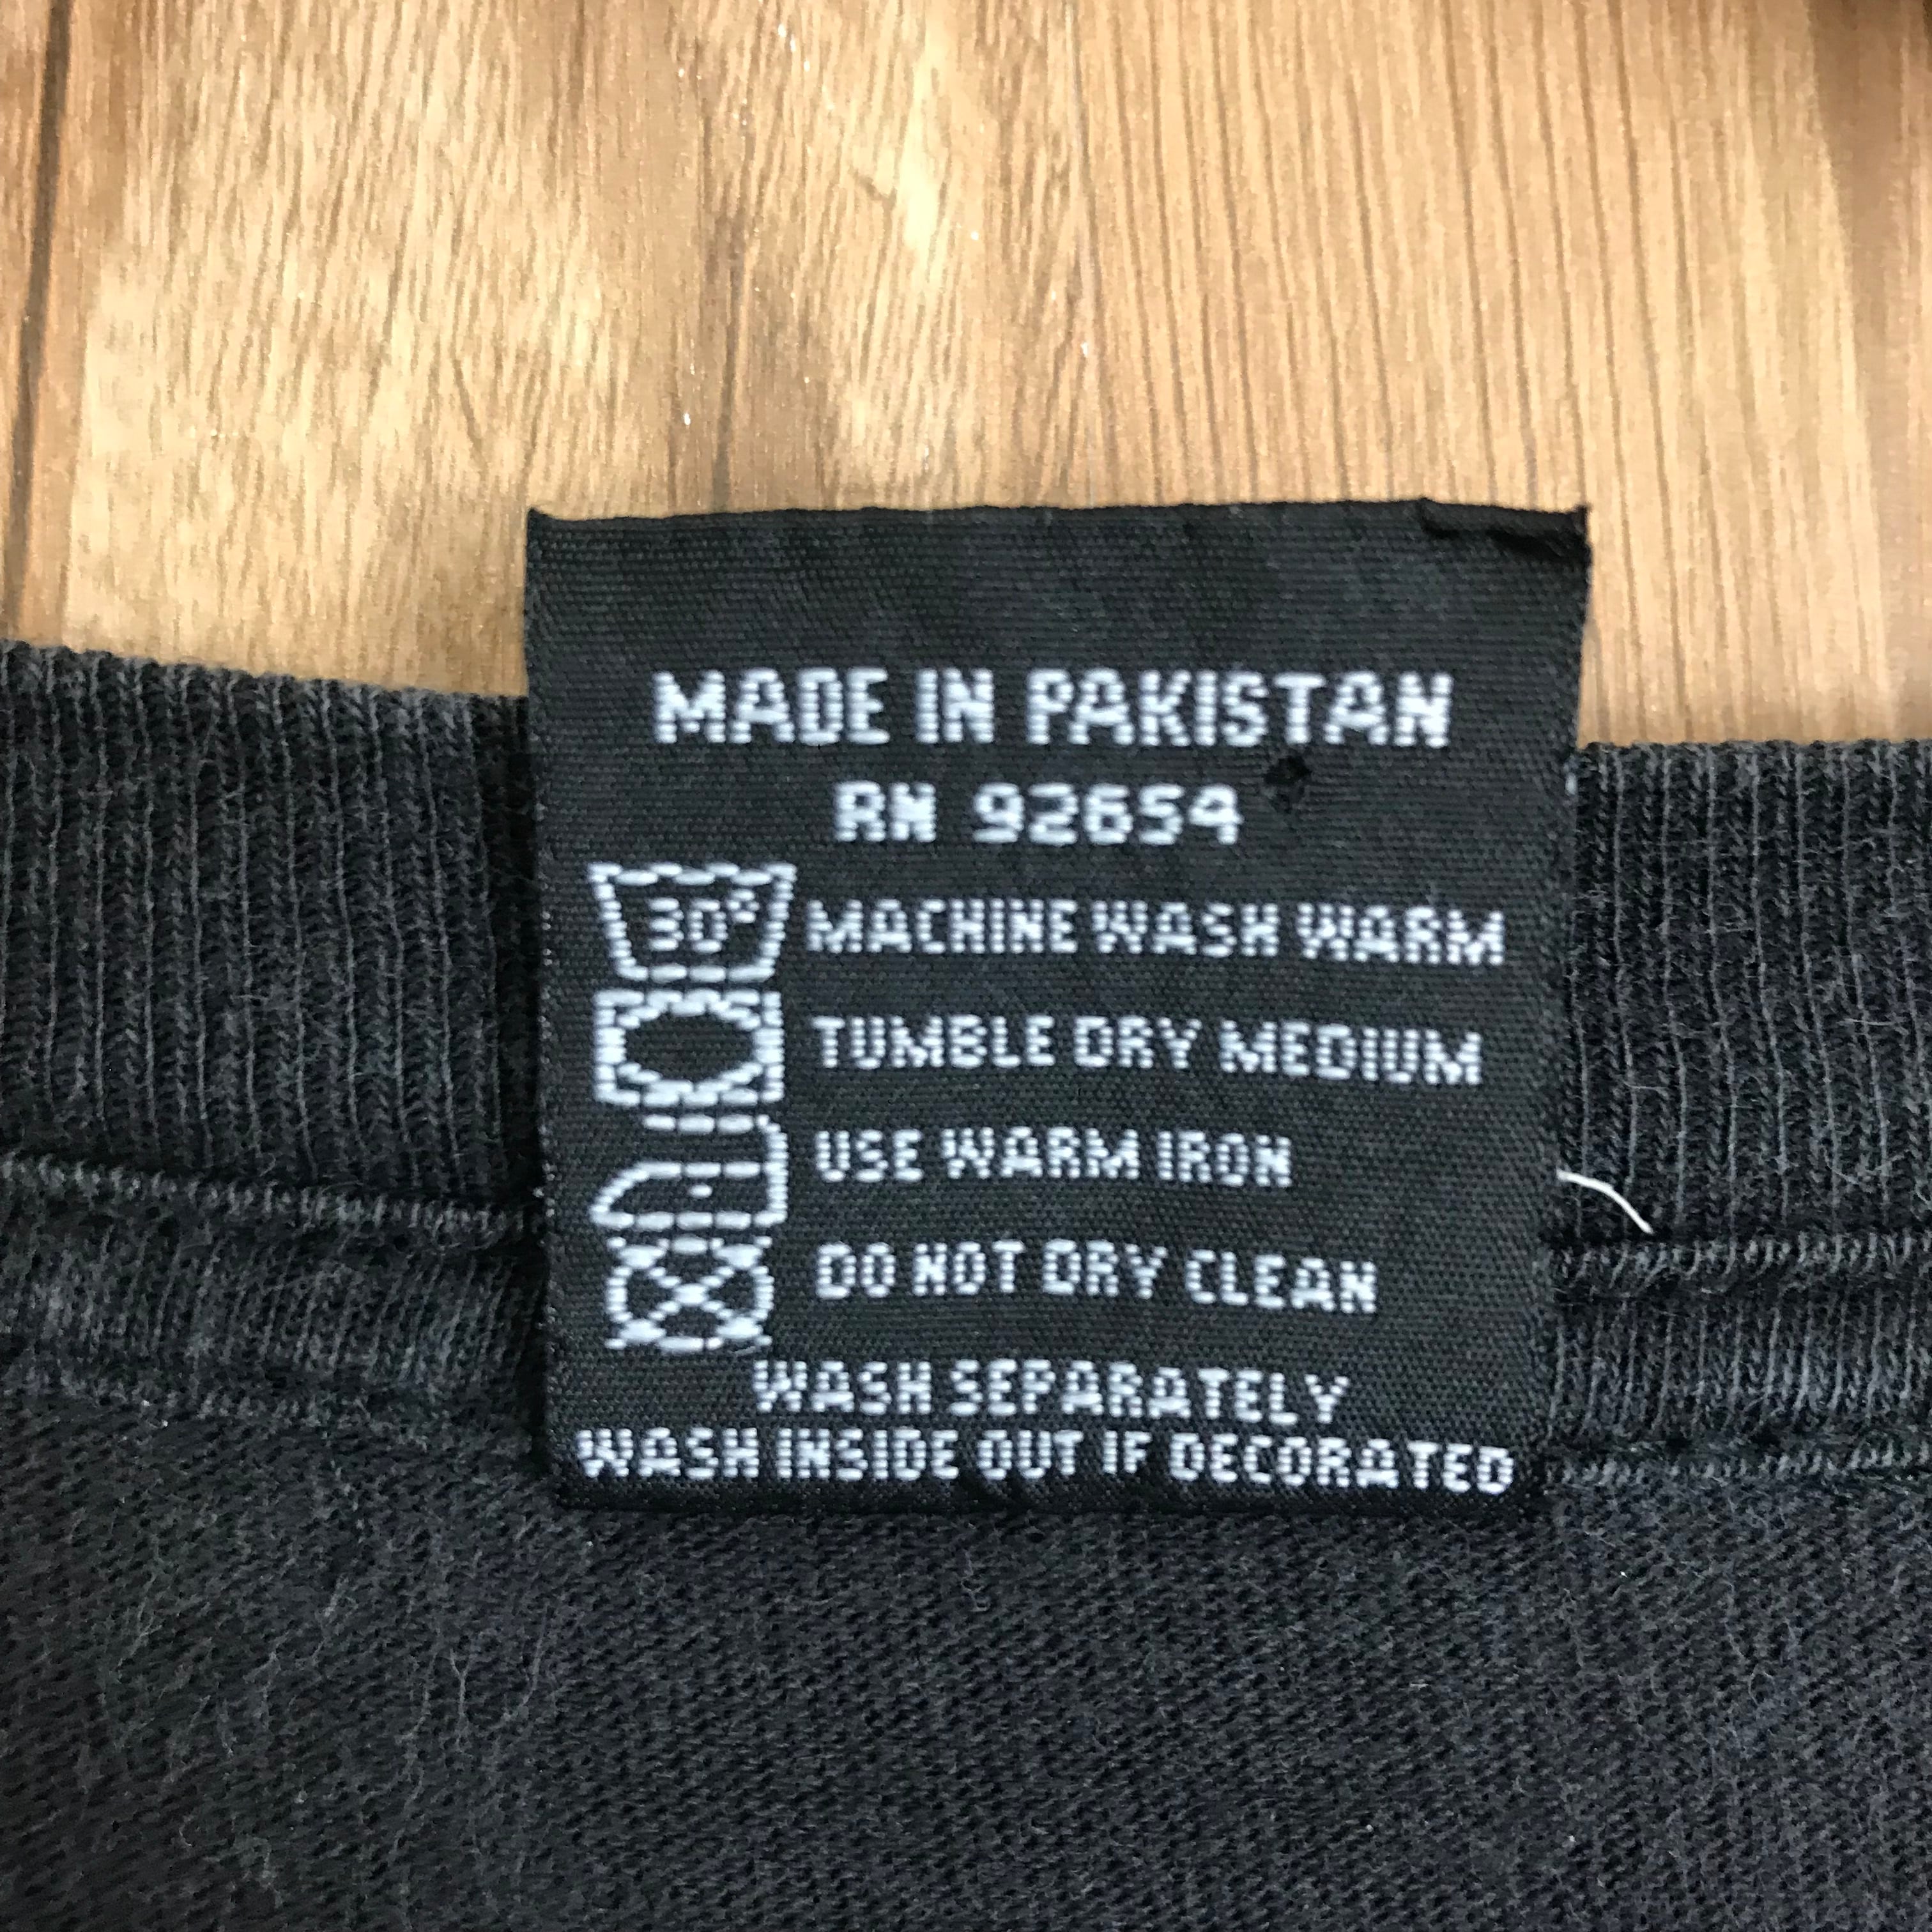 MADE IN PAKISTAN
RN 92654
30° MACHINE WASH WARM
TUMBLE DRY MEDIUM
USE WARM IRON
DO NOT DRY CLEAN
WASH SEPARATELY
WASH INSIDE OUT IF DECORATED